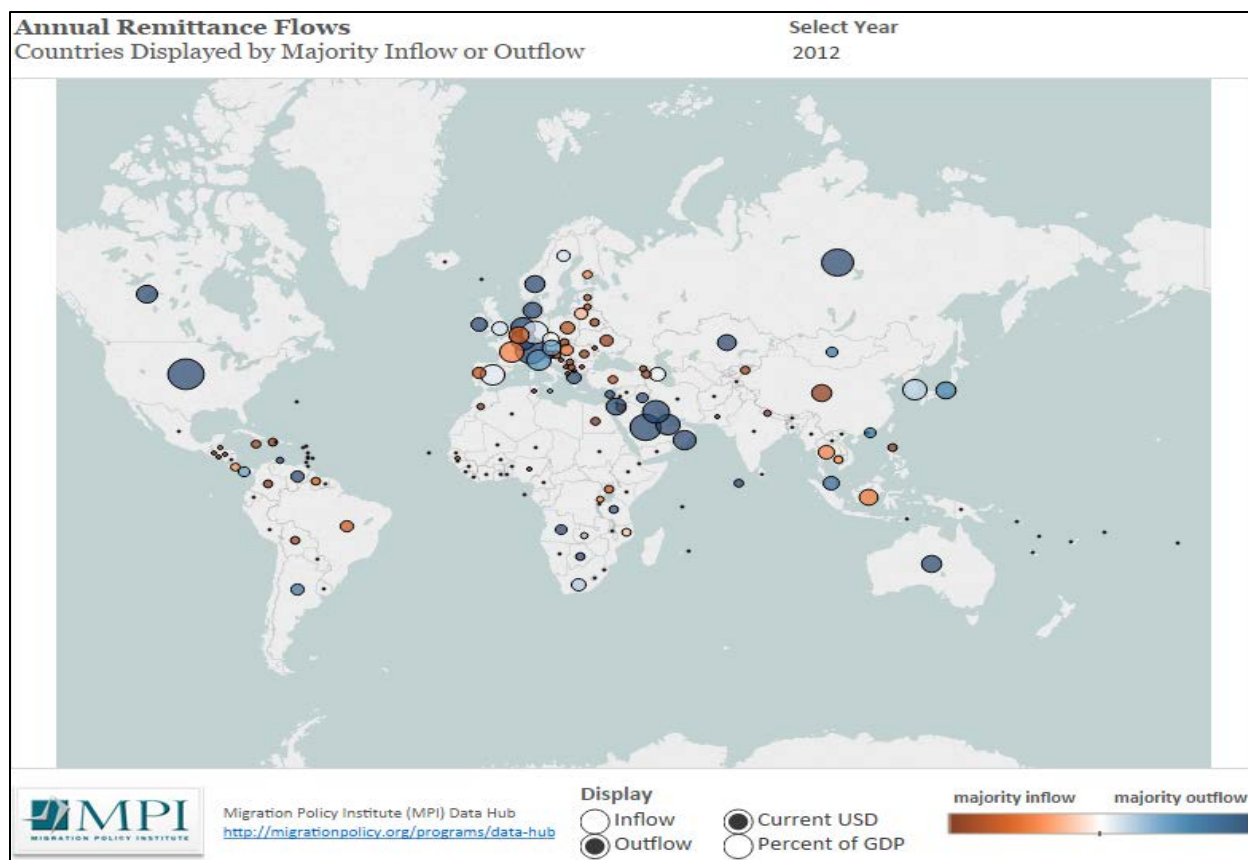 Annual Remittance Flows
Countries Displayed by Majority Inflow or Outflow
Select Year
2012
MPI
MIGRATION POLICY INSTITUTE
Migration Policy Institute (MPI) Data Hub
http://migrationpolicy.org/programs/data-hub
Display
Inflow
Outflow
Current USD
Percent of GDP
majority inflow
majority outflow